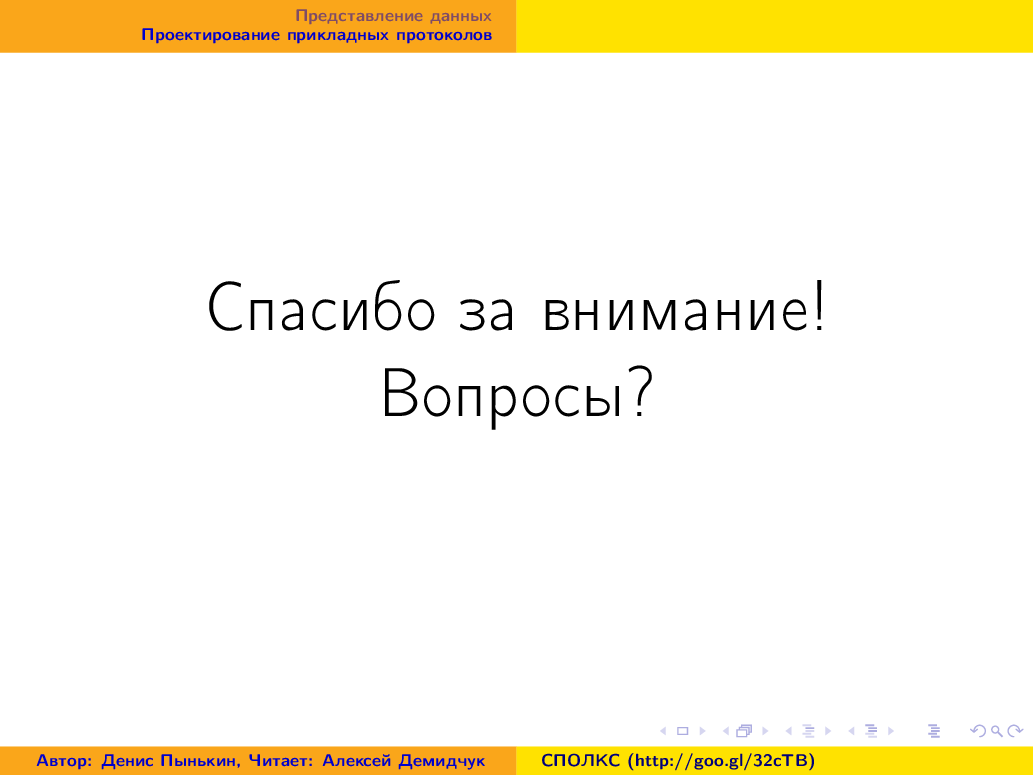 Представление данных
Проектирование прикладных протоколов
Спасибо за внимание!
Вопросы?
Автор: Денис Пынькин, Читает: Алексей Демидчук
СПОЛКС (http://goo.gl/32cTB)